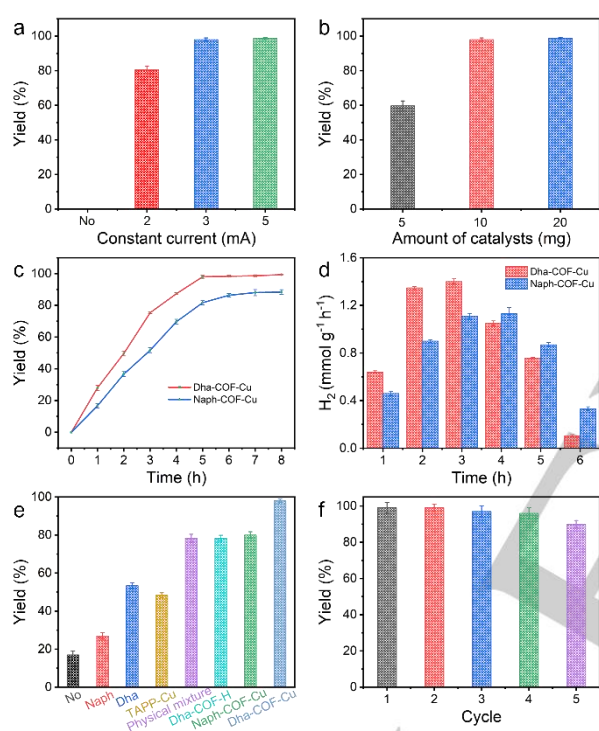 a
Yield (%)
100
80
60
40
20
0
No 2 3 5
Constant current (mA)
b
Yield (%)
100
80
60
40
20
0
5 10 20
Amount of catalysts (mg)
c
Yield (%)
100
80
60
40
20
0
Dha-COF-Cu
Naph-COF-Cu
0 1 2 3 4 5 6 7 8
Time (h)
d
H₂ (mmol g⁻¹ h⁻¹)
1.6
1.2
0.8
0.4
0.0
Dha-COF-Cu
Naph-COF-Cu
1 2 3 4 5 6
Time (h)
e
Yield (%)
100
80
60
40
20
0
No
Naph
Dha
TAPP-Cu
Physical mixture
Dha-COF-H
Naph-COF-Cu
Dha-COF-Cu
f
Yield (%)
100
80
60
40
20
0
1 2 3 4 5
Cycle